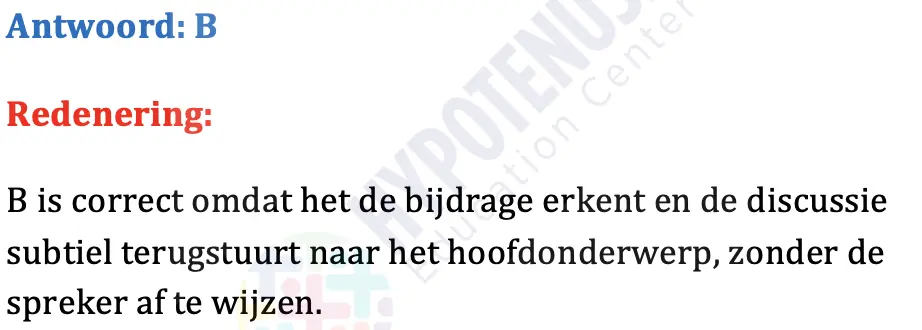 Antwoord: B
Redenering:
B is correct omdat het de bijdrage erkent en de discussie
subtiel terugstuurt naar het hoofdonderwerp, zonder de
spreker af te wijzen.
HYPOTENUS
Education Center